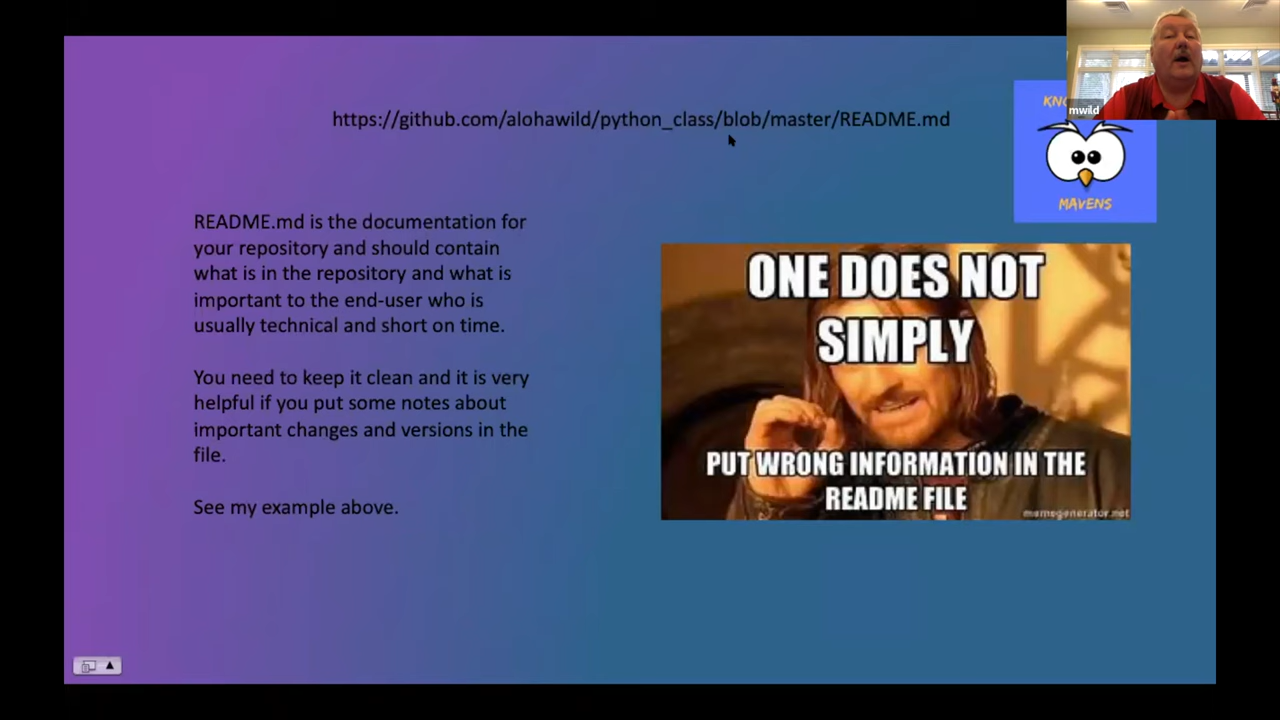 mwild
https://github.com/alohawild/python_class/blob/master/README.md
MAVENS
README.md is the documentation for
your repository and should contain
what is in the repository and what is
important to the end-user who is
usually technical and short on time.
You need to keep it clean and it is very
helpful if you put some notes about
important changes and versions in the
file.
See my example above.
ONE DOES NOT
SIMPLY
PUT WRONG INFORMATION IN THE
README FILE
memegenerator.net